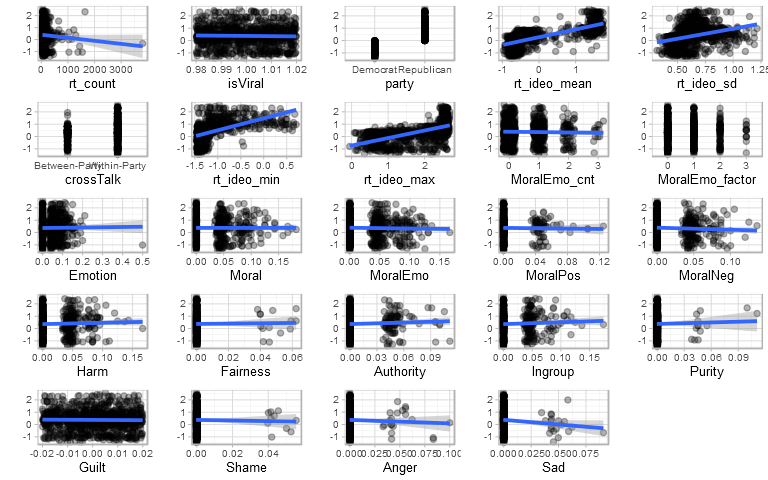 2
1
0
-1
0 1000 2000 3000
rt_count
2
1
0
-1
0.98 0.99 1.00 1.01 1.02
isViral
2
1
0
-1
Democrat Republican
party
2
1
0
-1
-1 0 1
rt_ideo_mean
2
1
0
-1
0.50 0.75 1.00 1.25
rt_ideo_sd
2
1
0
-1
Between-Party Within-Party
crossTalk
2
1
0
-1
-1.5 -1.0 -0.5 0.0 0.5
rt_ideo_min
2
1
0
-1
0 1 2
rt_ideo_max
2
1
0
-1
0 1 2 3
MoralEmo_cnt
2
1
0
-1
0 1 2 3
MoralEmo_factor
2
1
0
-1
0.0 0.1 0.2 0.3 0.4 0.5
Emotion
2
1
0
-1
0.00 0.05 0.10 0.15
Moral
2
1
0
-1
0.00 0.05 0.10 0.15
MoralEmo
2
1
0
-1
0.00 0.04 0.08 0.12
MoralPos
2
1
0
-1
0.00 0.05 0.10
MoralNeg
2
1
0
-1
0.00 0.05 0.10 0.15
Harm
2
1
0
-1
0.00 0.02 0.04 0.06
Fairness
2
1
0
-1
0.00 0.03 0.06 0.09
Authority
2
1
0
-1
0.00 0.05 0.10 0.15
Ingroup
2
1
0
-1
0.00 0.03 0.06 0.09
Purity
2
1
0
-1
-0.02 -0.01 0.00 0.01 0.02
Guilt
2
1
0
-1
0.00 0.02 0.04
Shame
2
1
0
-1
0.000 0.025 0.050 0.075 0.100
Anger
2
1
0
-1
0.000 0.025 0.050 0.075
Sad